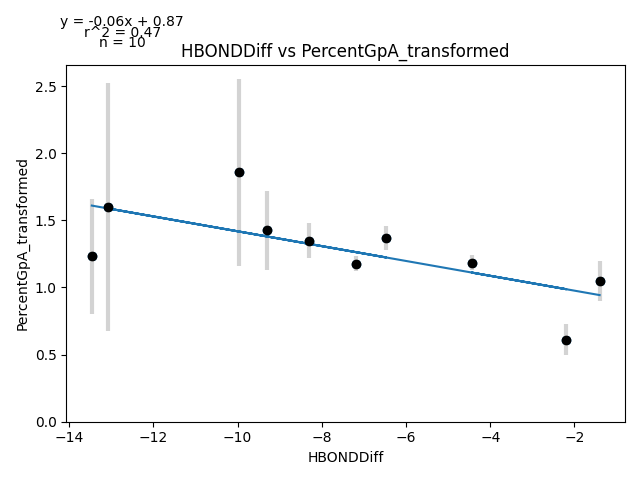 y = -0.06x + 0.87
r^2 = 0.47
n = 10
HBONDDiff vs PercentGpA_transformed
PercentGpA_transformed
2.5
2.0
1.5
1.0
0.5
0.0
−14
−12
−10
−8
−6
−4
−2
HBONDDiff